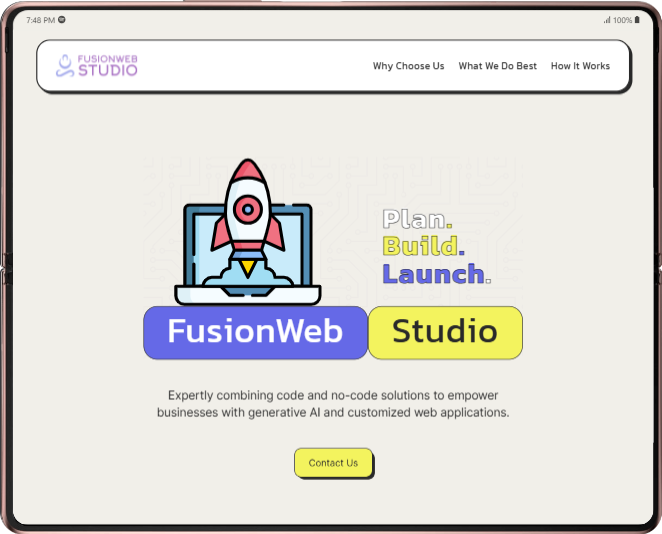 7:48 PM
100%
FUSIONWEB
STUDIO
Why Choose Us What We Do Best How It Works
Plan.
Build.
Launch.
FusionWeb Studio
Expertly combining code and no-code solutions to empower
businesses with generative AI and customized web applications.
Contact Us